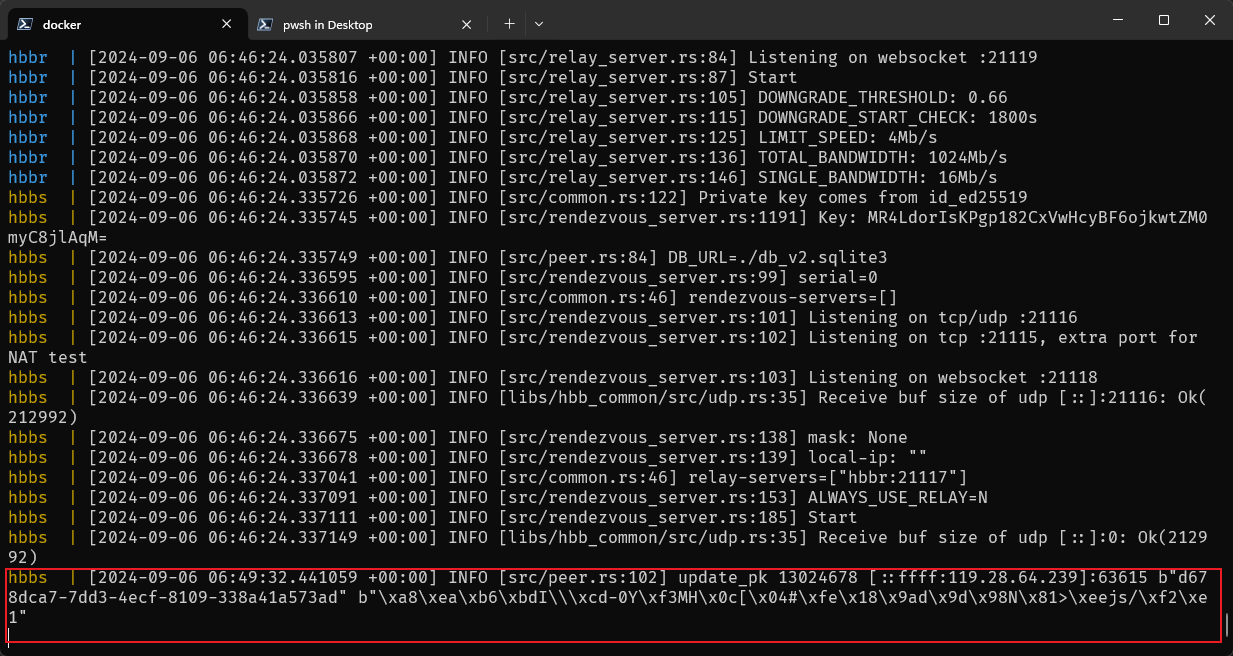 docker
pwsh in Desktop
hbbr | [2024-09-06 06:46:24.035807 +00:00] INFO [src/relay_server.rs:84] Listening on websocket :21119
hbbr | [2024-09-06 06:46:24.035816 +00:00] INFO [src/relay_server.rs:87] Start
hbbr | [2024-09-06 06:46:24.035858 +00:00] INFO [src/relay_server.rs:105] DOWNGRADE_THRESHOLD: 0.66
hbbr | [2024-09-06 06:46:24.035866 +00:00] INFO [src/relay_server.rs:115] DOWNGRADE_START_CHECK: 1800s
hbbr | [2024-09-06 06:46:24.035868 +00:00] INFO [src/relay_server.rs:125] LIMIT_SPEED: 4Mb/s
hbbr | [2024-09-06 06:46:24.035870 +00:00] INFO [src/relay_server.rs:136] TOTAL_BANDWIDTH: 1024Mb/s
hbbr | [2024-09-06 06:46:24.035872 +00:00] INFO [src/relay_server.rs:146] SINGLE_BANDWIDTH: 16Mb/s
hbbs | [2024-09-06 06:46:24.335726 +00:00] INFO [src/common.rs:122] Private key comes from id_ed25519
hbbs | [2024-09-06 06:46:24.335745 +00:00] INFO [src/rendezvous_server.rs:1191] Key: MR4LdorIsKPgp182CxVwHcyBF6ojkwtZM0
myC8jlAqM=
hbbs | [2024-09-06 06:46:24.335749 +00:00] INFO [src/peer.rs:84] DB_URL=./db_v2.sqlite3
hbbs | [2024-09-06 06:46:24.336595 +00:00] INFO [src/rendezvous_server.rs:99] serial=0
hbbs | [2024-09-06 06:46:24.336610 +00:00] INFO [src/common.rs:46] rendezvous-servers=[]
hbbs | [2024-09-06 06:46:24.336613 +00:00] INFO [src/rendezvous_server.rs:101] Listening on tcp/udp :21116
hbbs | [2024-09-06 06:46:24.336615 +00:00] INFO [src/rendezvous_server.rs:102] Listening on tcp :21115, extra port for
NAT test
hbbs | [2024-09-06 06:46:24.336616 +00:00] INFO [src/rendezvous_server.rs:103] Listening on websocket :21118
hbbs | [2024-09-06 06:46:24.336639 +00:00] INFO [libs/hbb_common/src/udp.rs:35] Receive buf size of udp [::]:21116: Ok(
212992)
hbbs | [2024-09-06 06:46:24.336675 +00:00] INFO [src/rendezvous_server.rs:138] mask: None
hbbs | [2024-09-06 06:46:24.336678 +00:00] INFO [src/rendezvous_server.rs:139] local-ip: ""
hbbs | [2024-09-06 06:46:24.337041 +00:00] INFO [src/common.rs:46] relay-servers=["hbbr:21117"]
hbbs | [2024-09-06 06:46:24.337091 +00:00] INFO [src/rendezvous_server.rs:153] ALWAYS_USE_RELAY=N
hbbs | [2024-09-06 06:46:24.337111 +00:00] INFO [src/rendezvous_server.rs:185] Start
hbbs | [2024-09-06 06:46:24.337149 +00:00] INFO [libs/hbb_common/src/udp.rs:35] Receive buf size of udp [::]:0: Ok(2129
92)
hbbs | [2024-09-06 06:49:32.441059 +00:00] INFO [src/peer.rs:102] update_pk 13024678 [::ffff:119.28.64.239]:63615 b"d67
8dca7-7dd3-4ecf-8109-338a41a573ad" b"\xa8\xea\xb6\xbdI\\\xcd-0Y\xf3MH\x0c[\x04#\xfe\x18\x9ad\x9d\x98N\x81>\xeejs/\xf2\xe
1"